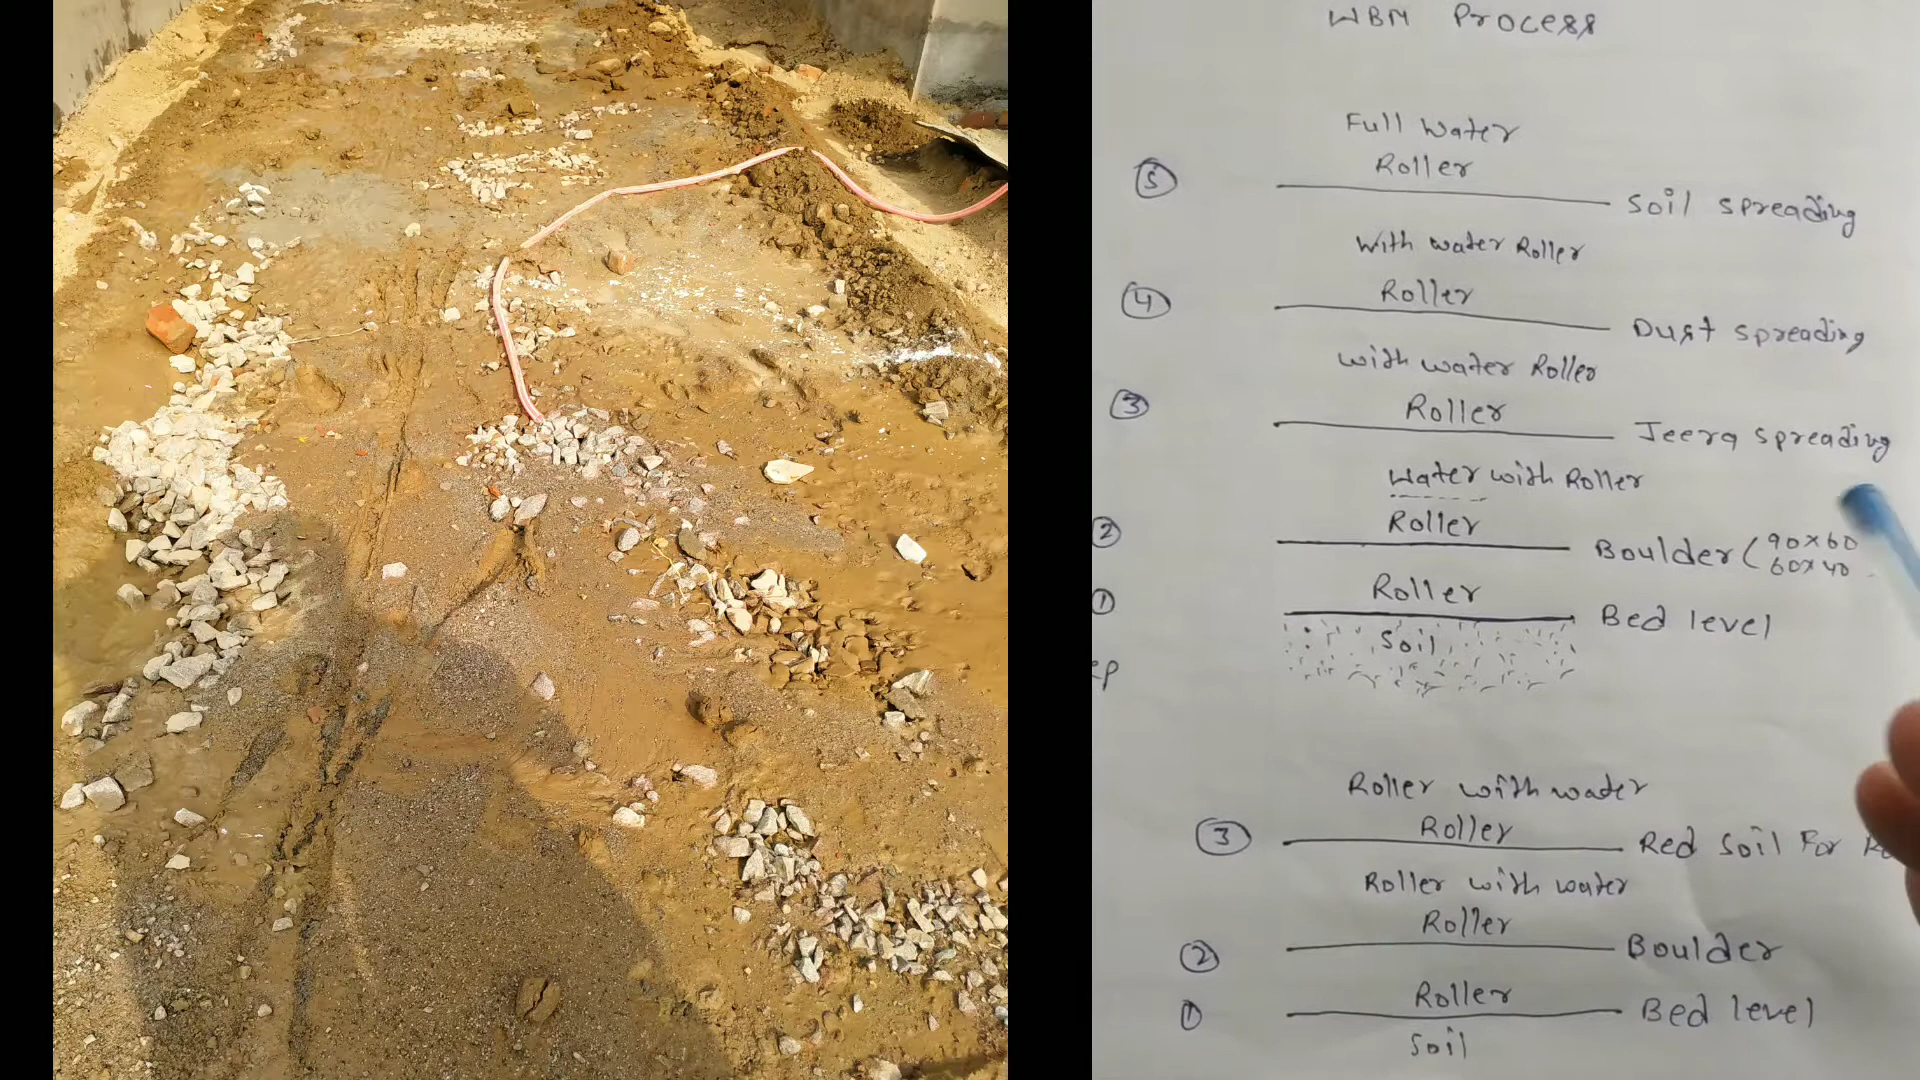 WBM Process
Full Water
Roller
5
Soil spreading
With water Roller
Roller
4
Dust spreading
with water Roller
Roller
3
Jeera spreading
Water with Roller
Roller
2
Boulder (90x60
60x40
Roller
1
Bed level
Soil
Roller with water
Roller
3
Red Soil For
Roller with water
Roller
2
Boulder
Roller
1
Bed level
Soil